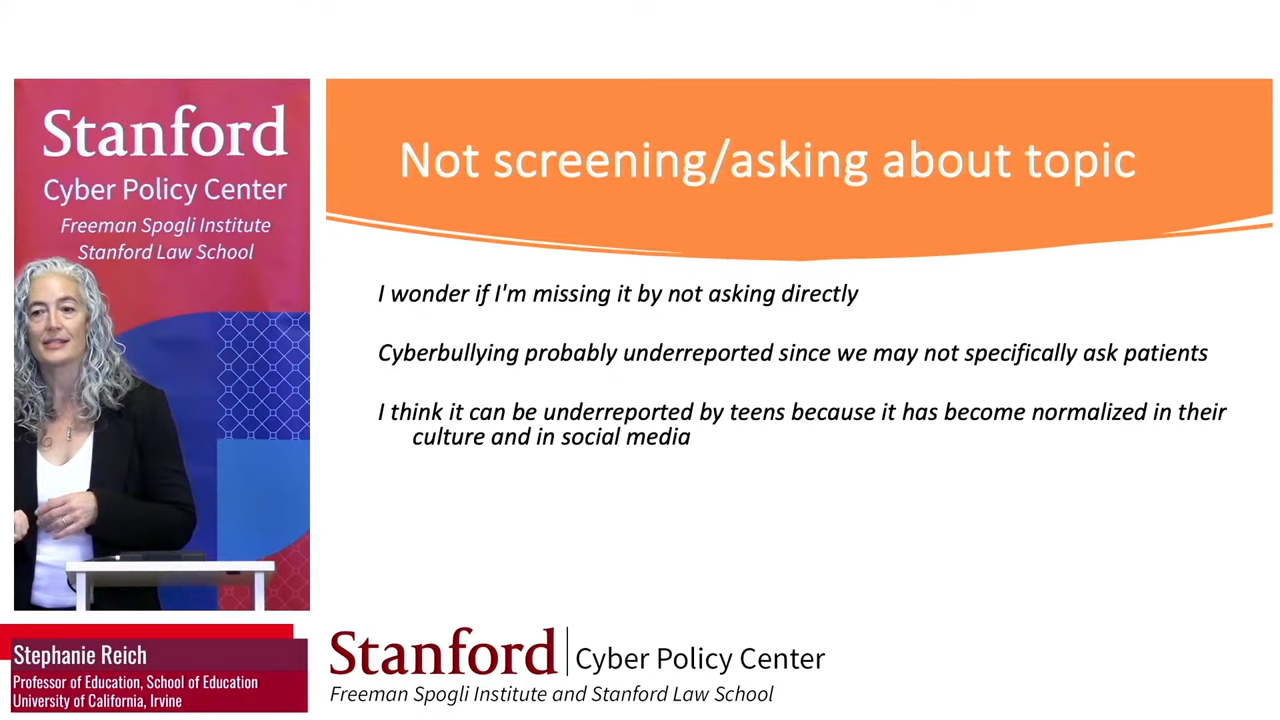 Stanford
Cyber Policy Center
Freeman Spogli Institute
Stanford Law School
Not screening/asking about topic
I wonder if I'm missing it by not asking directly
Cyberbullying probably underreported since we may not specifically ask patients
I think it can be underreported by teens because it has become normalized in their
culture and in social media
Stephanie Reich
Professor of Education, School of Education
University of California, Irvine
Stanford Cyber Policy Center
Freeman Spogli Institute and Stanford Law School